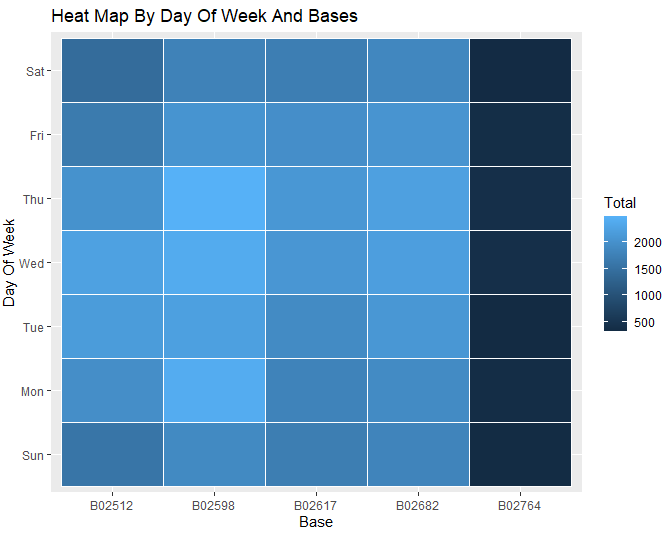 Heat Map By Day Of Week And Bases
Day Of Week
Sat
Fri
Thu
Wed
Tue
Mon
Sun
B02512 B02598 B02617 B02682 B02764
Base
Total
2000
1500
1000
500